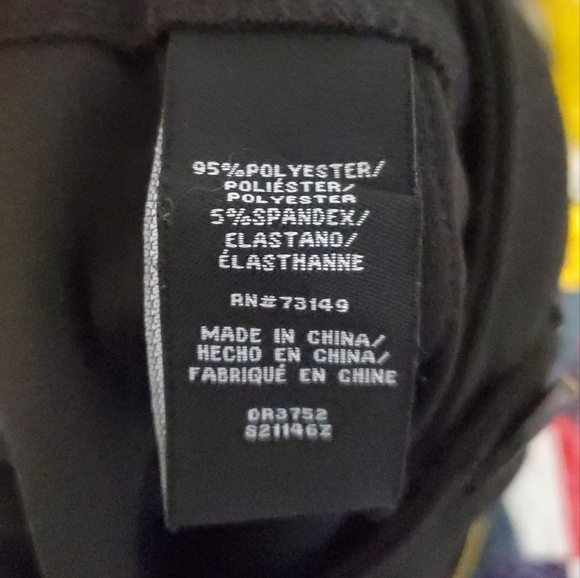 95%POLYESTER/
POLIÉSTER/
POLYESTER
5%SPANDEX/
ELASTANO/
ÉLASTHANNE
RN#73149
MADE IN CHINA/
HECHO EN CHINA/
FABRIQUÉ EN CHINE
DR3752
S21146Z